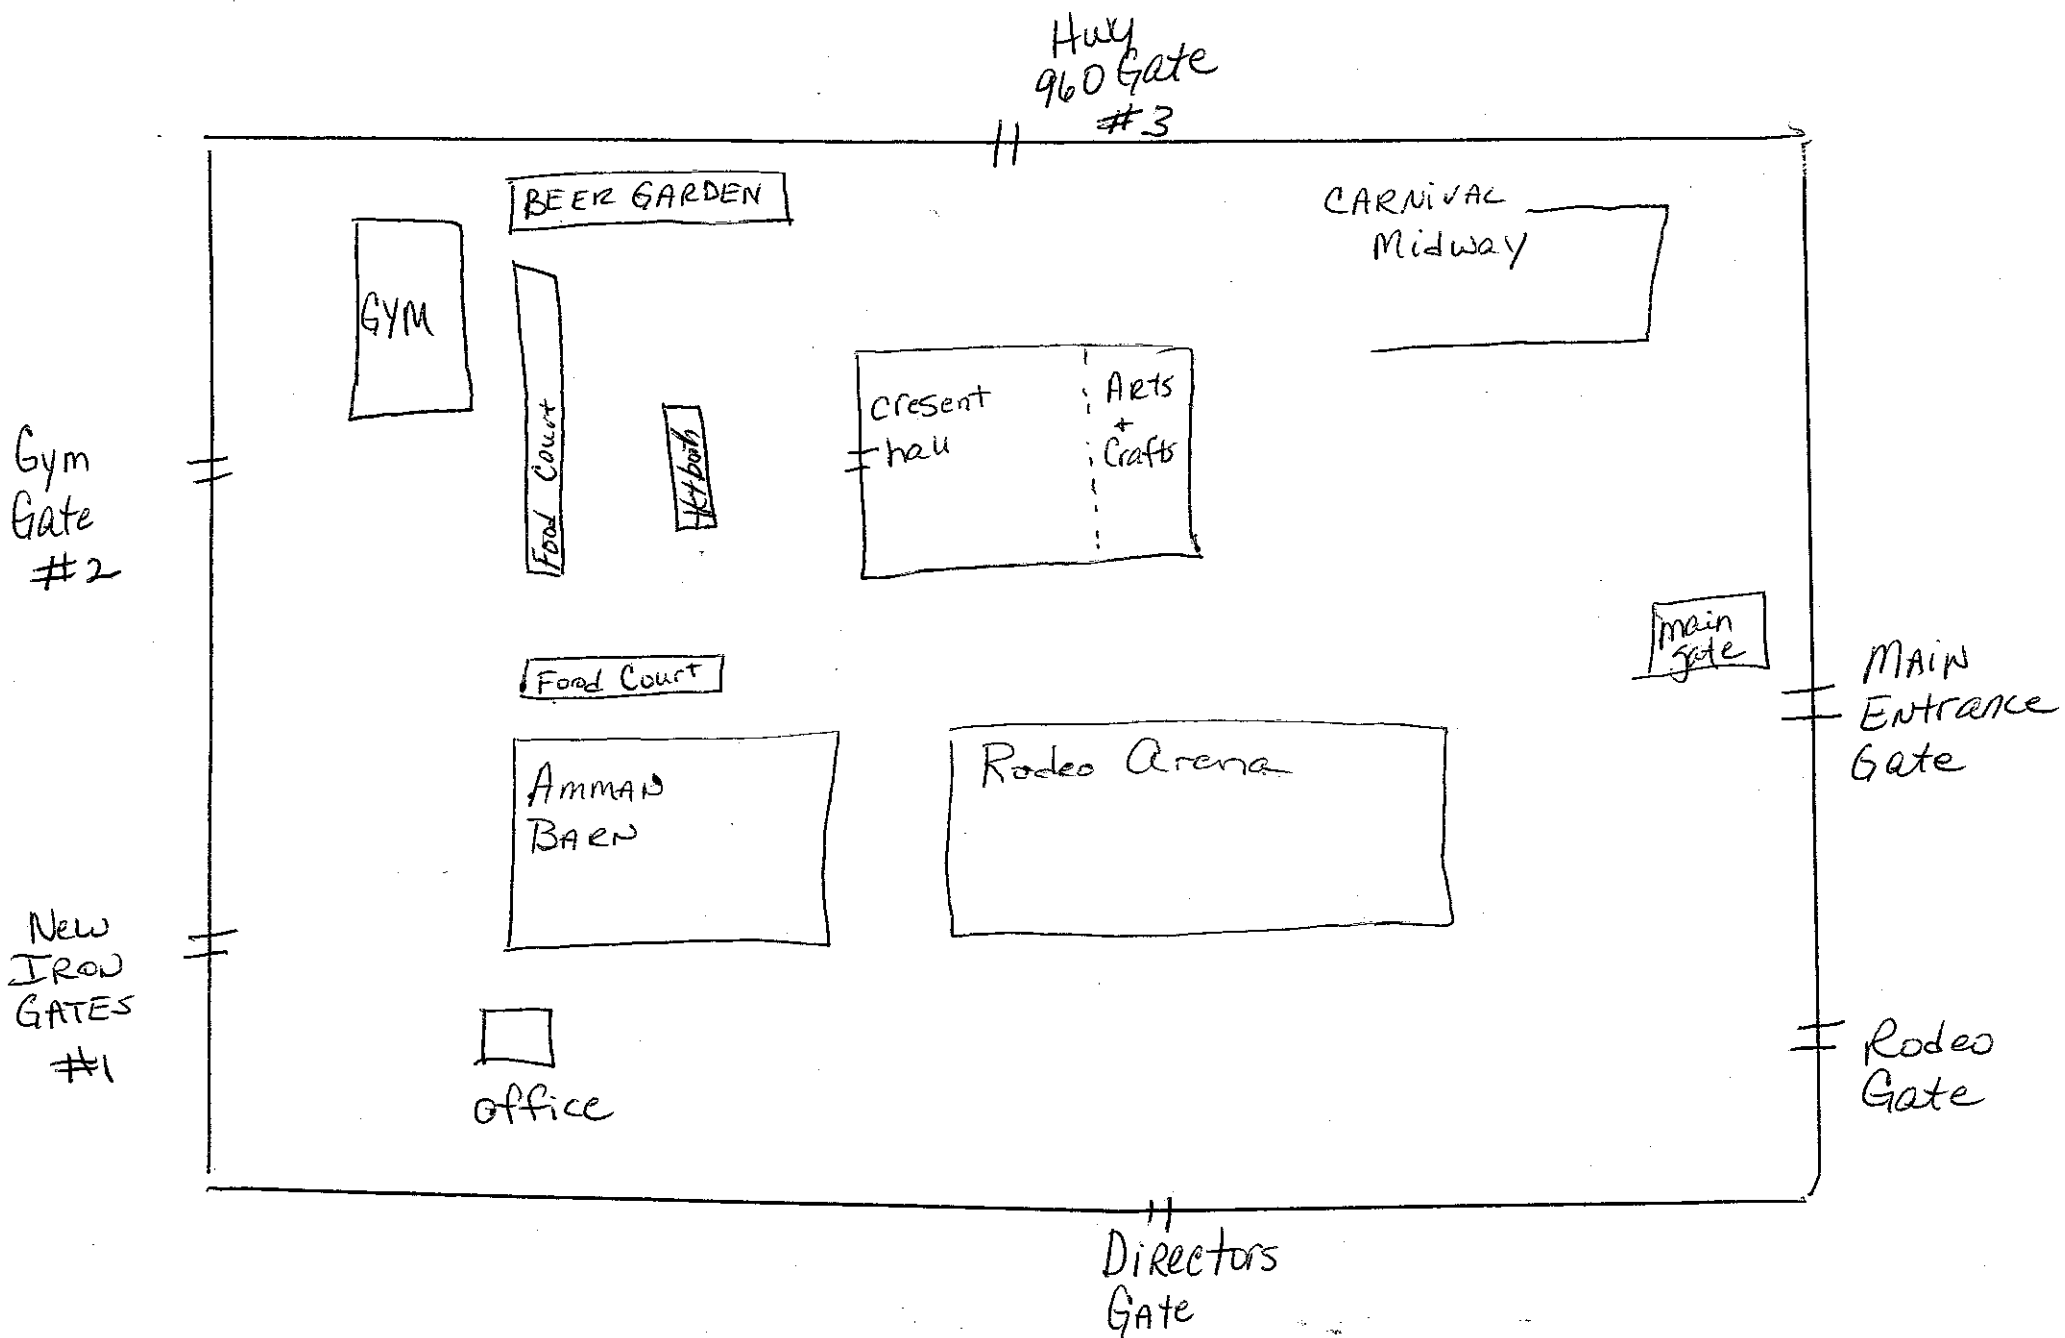 Hwy
960 Gate
#3
BEER GARDEN
CARNIVAL
Midway
GYM
Food Court
cresent
hall
Arts
+
Crafts
Gym
Gate
#2
main
gate
Food Court
MAIN
Entrance
Gate
AMMAN
BARN
Rodeo Arena
New
IRON
GATES
#1
office
Rodeo
Gate
Directors
Gate